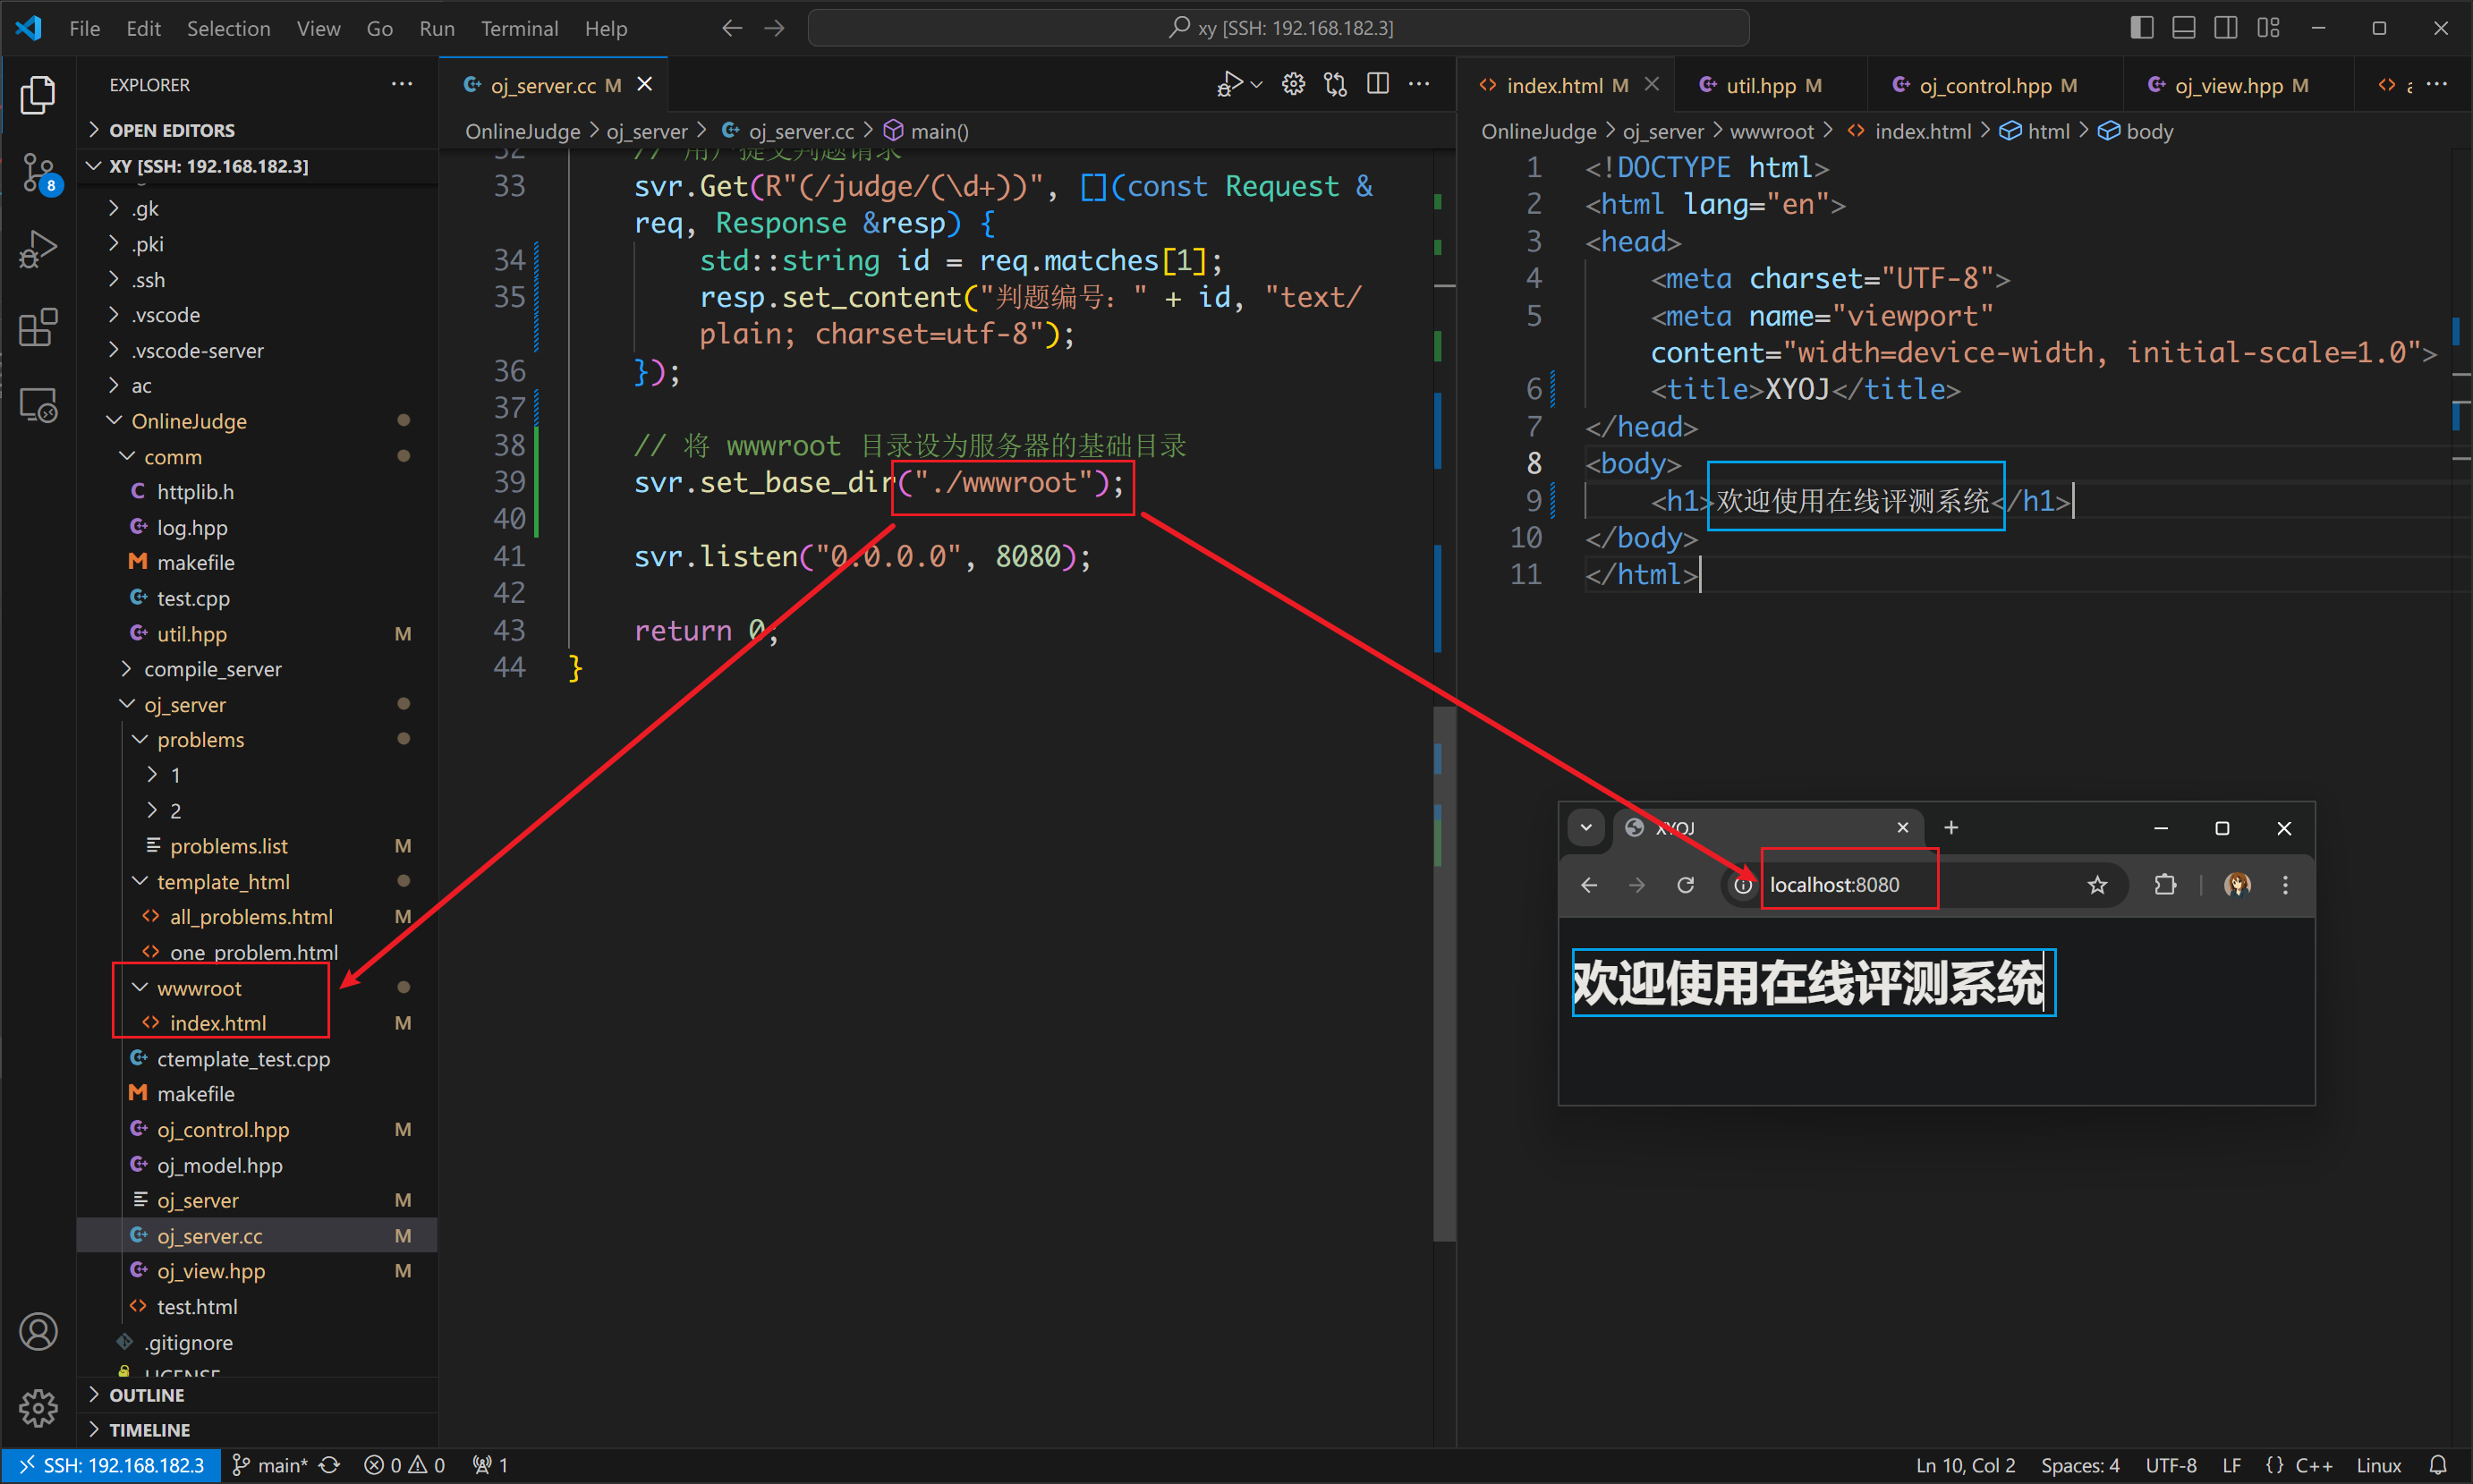 File Edit Selection View Go Run Terminal Help
xy [SSH: 192.168.182.3]
EXPLORER
OPEN EDITORS
XY [SSH: 192.168.182.3]
.gk
.pki
.ssh
.vscode
.vscode-server
ac
OnlineJudge
comm
httplib.h
log.hpp
makefile
test.cpp
util.hpp M
compile_server
oj_server
problems
1
2
problems.list M
template_html
all_problems.html M
one_problem.html
wwwroot
index.html M
ctemplate_test.cpp
makefile
oj_control.hpp M
oj_model.hpp
oj_server M
oj_server.cc M
oj_view.hpp M
test.html
.gitignore
LICENSE
OUTLINE
TIMELINE
8
oj_server.cc M
OnlineJudge > oj_server > oj_server.cc > main()
32 // 用户提交判题请求
33 svr.Get(R"(/judge/(\d+))", [](const Request &
req, Response &resp) {
34 std::string id = req.matches[1];
35 resp.set_content("判题编号：" + id, "text/
plain; charset=utf-8");
36 });
37
38 // 将 wwwroot 目录设为服务器的基础目录
39 svr.set_base_dir("./wwwroot");
40
41 svr.listen("0.0.0.0", 8080);
42
43 return 0;
44 }
index.html M util.hpp M oj_control.hpp M oj_view.hpp M
OnlineJudge > oj_server > wwwroot > index.html > html > body
1 <!DOCTYPE html>
2 <html lang="en">
3 <head>
4 <meta charset="UTF-8">
5 <meta name="viewport"
content="width=device-width, initial-scale=1.0">
6 <title>XYOJ</title>
7 </head>
8 <body>
9 <h1>欢迎使用在线评测系统</h1>
10 </body>
11 </html>
XYOJ
localhost:8080
欢迎使用在线评测系统
SSH: 192.168.182.3 main* 0 0 1
Ln 10, Col 2 Spaces: 4 UTF-8 LF {} C++ Linux